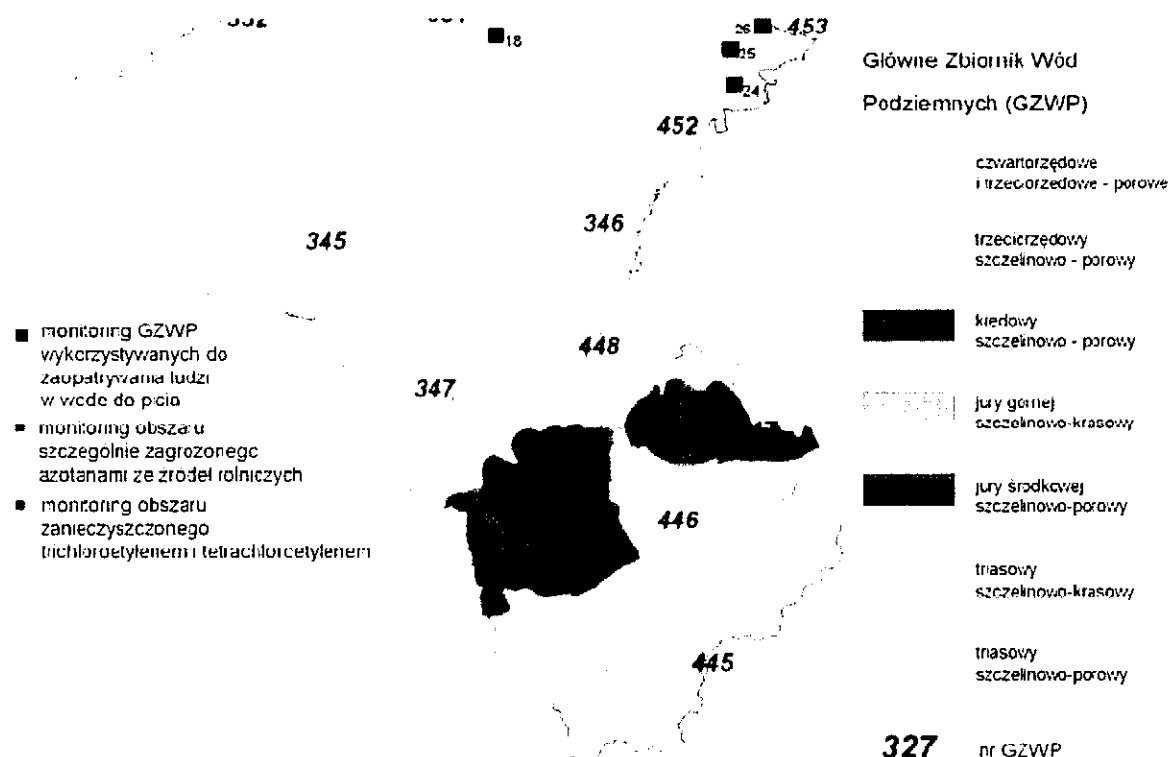 18
26
453
25
24
452
345
346
448
347
446
445
■ monitoring GZWP
wykorzystywanych do
zaopatrywania ludzi
w wodę do picia
■ monitoring obszaru
szczególnie zagrożonego
azotanami ze źródeł rolniczych
■ monitoring obszaru
zanieczyszczonego
trichloroetylenem i tetrachloroetylenem
Główne Zbiornik Wód
Podziemnych (GZWP)
czwartorzędowe
i trzeciorzędowe - porowe
trzeciorzędowy
szczelinowo - porowy
kredowy
szczelinowo - porowy
jury górnej
szczelinowo-krasowy
jury środkowej
szczelinowo-porowy
triasowy
szczelinowo-krasowy
triasowy
szczelinowo-porowy
327 nr GZWP